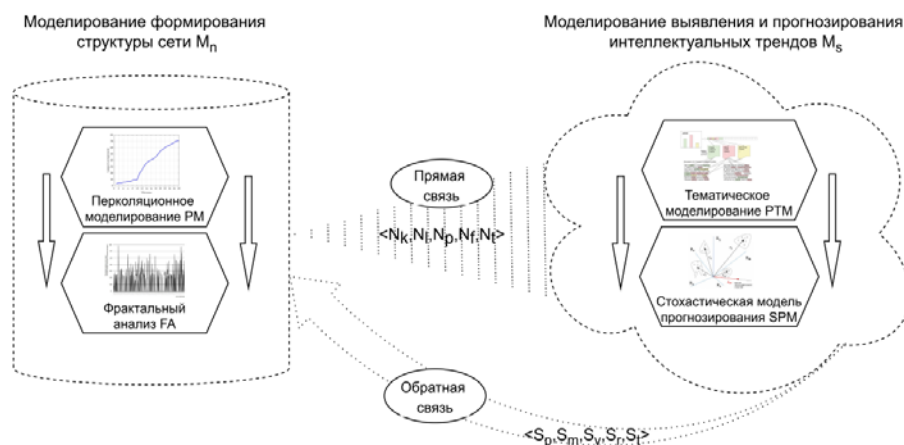 Моделирование формирования
структуры сети Mn
Моделирование выявления и прогнозирования
интеллектуальных трендов Ms
Перколяционное
моделирование PM
Фрактальный
анализ FA
Прямая
связь
<Nk,Ni,Np,Nf,Nt>
Тематическое
моделирование PTM
Стохастическая модель
прогнозирования SPM
Обратная
связь
<Sp,Sm,Sv,Sr,St>